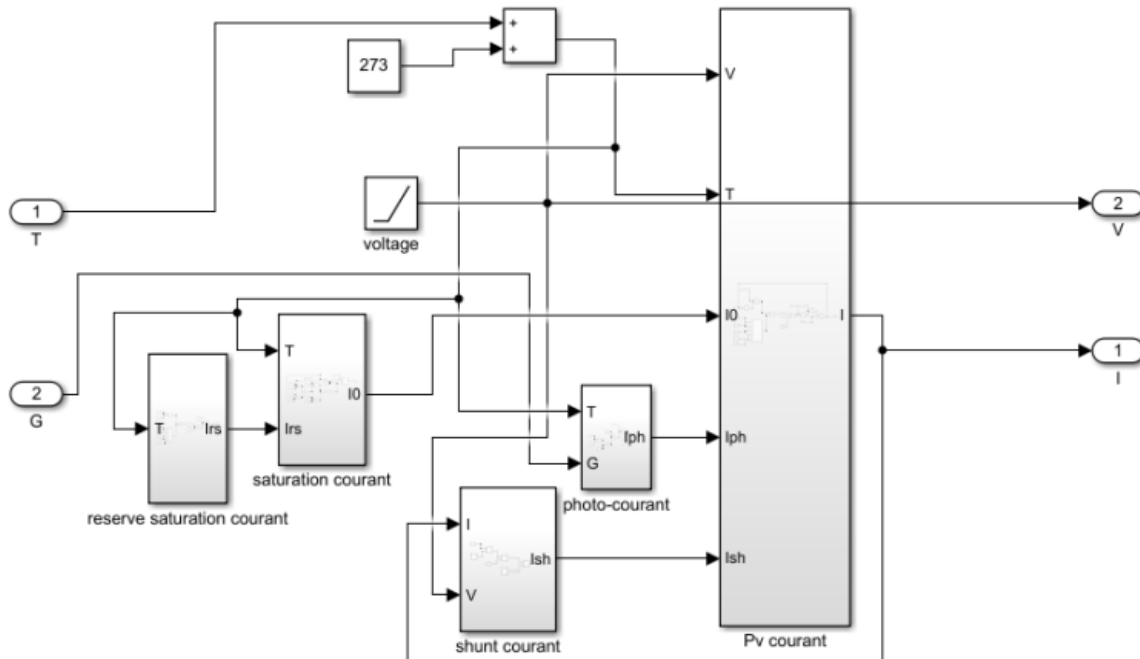 +
+
273
V
T
1
T
voltage
2
V
I0
I
T
I0
Irs
1
I
2
G
T
Irs
saturation courant
reserve saturation courant
T
Iph
G
photo-courant
Iph
I
Ish
V
shunt courant
Ish
Pv courant